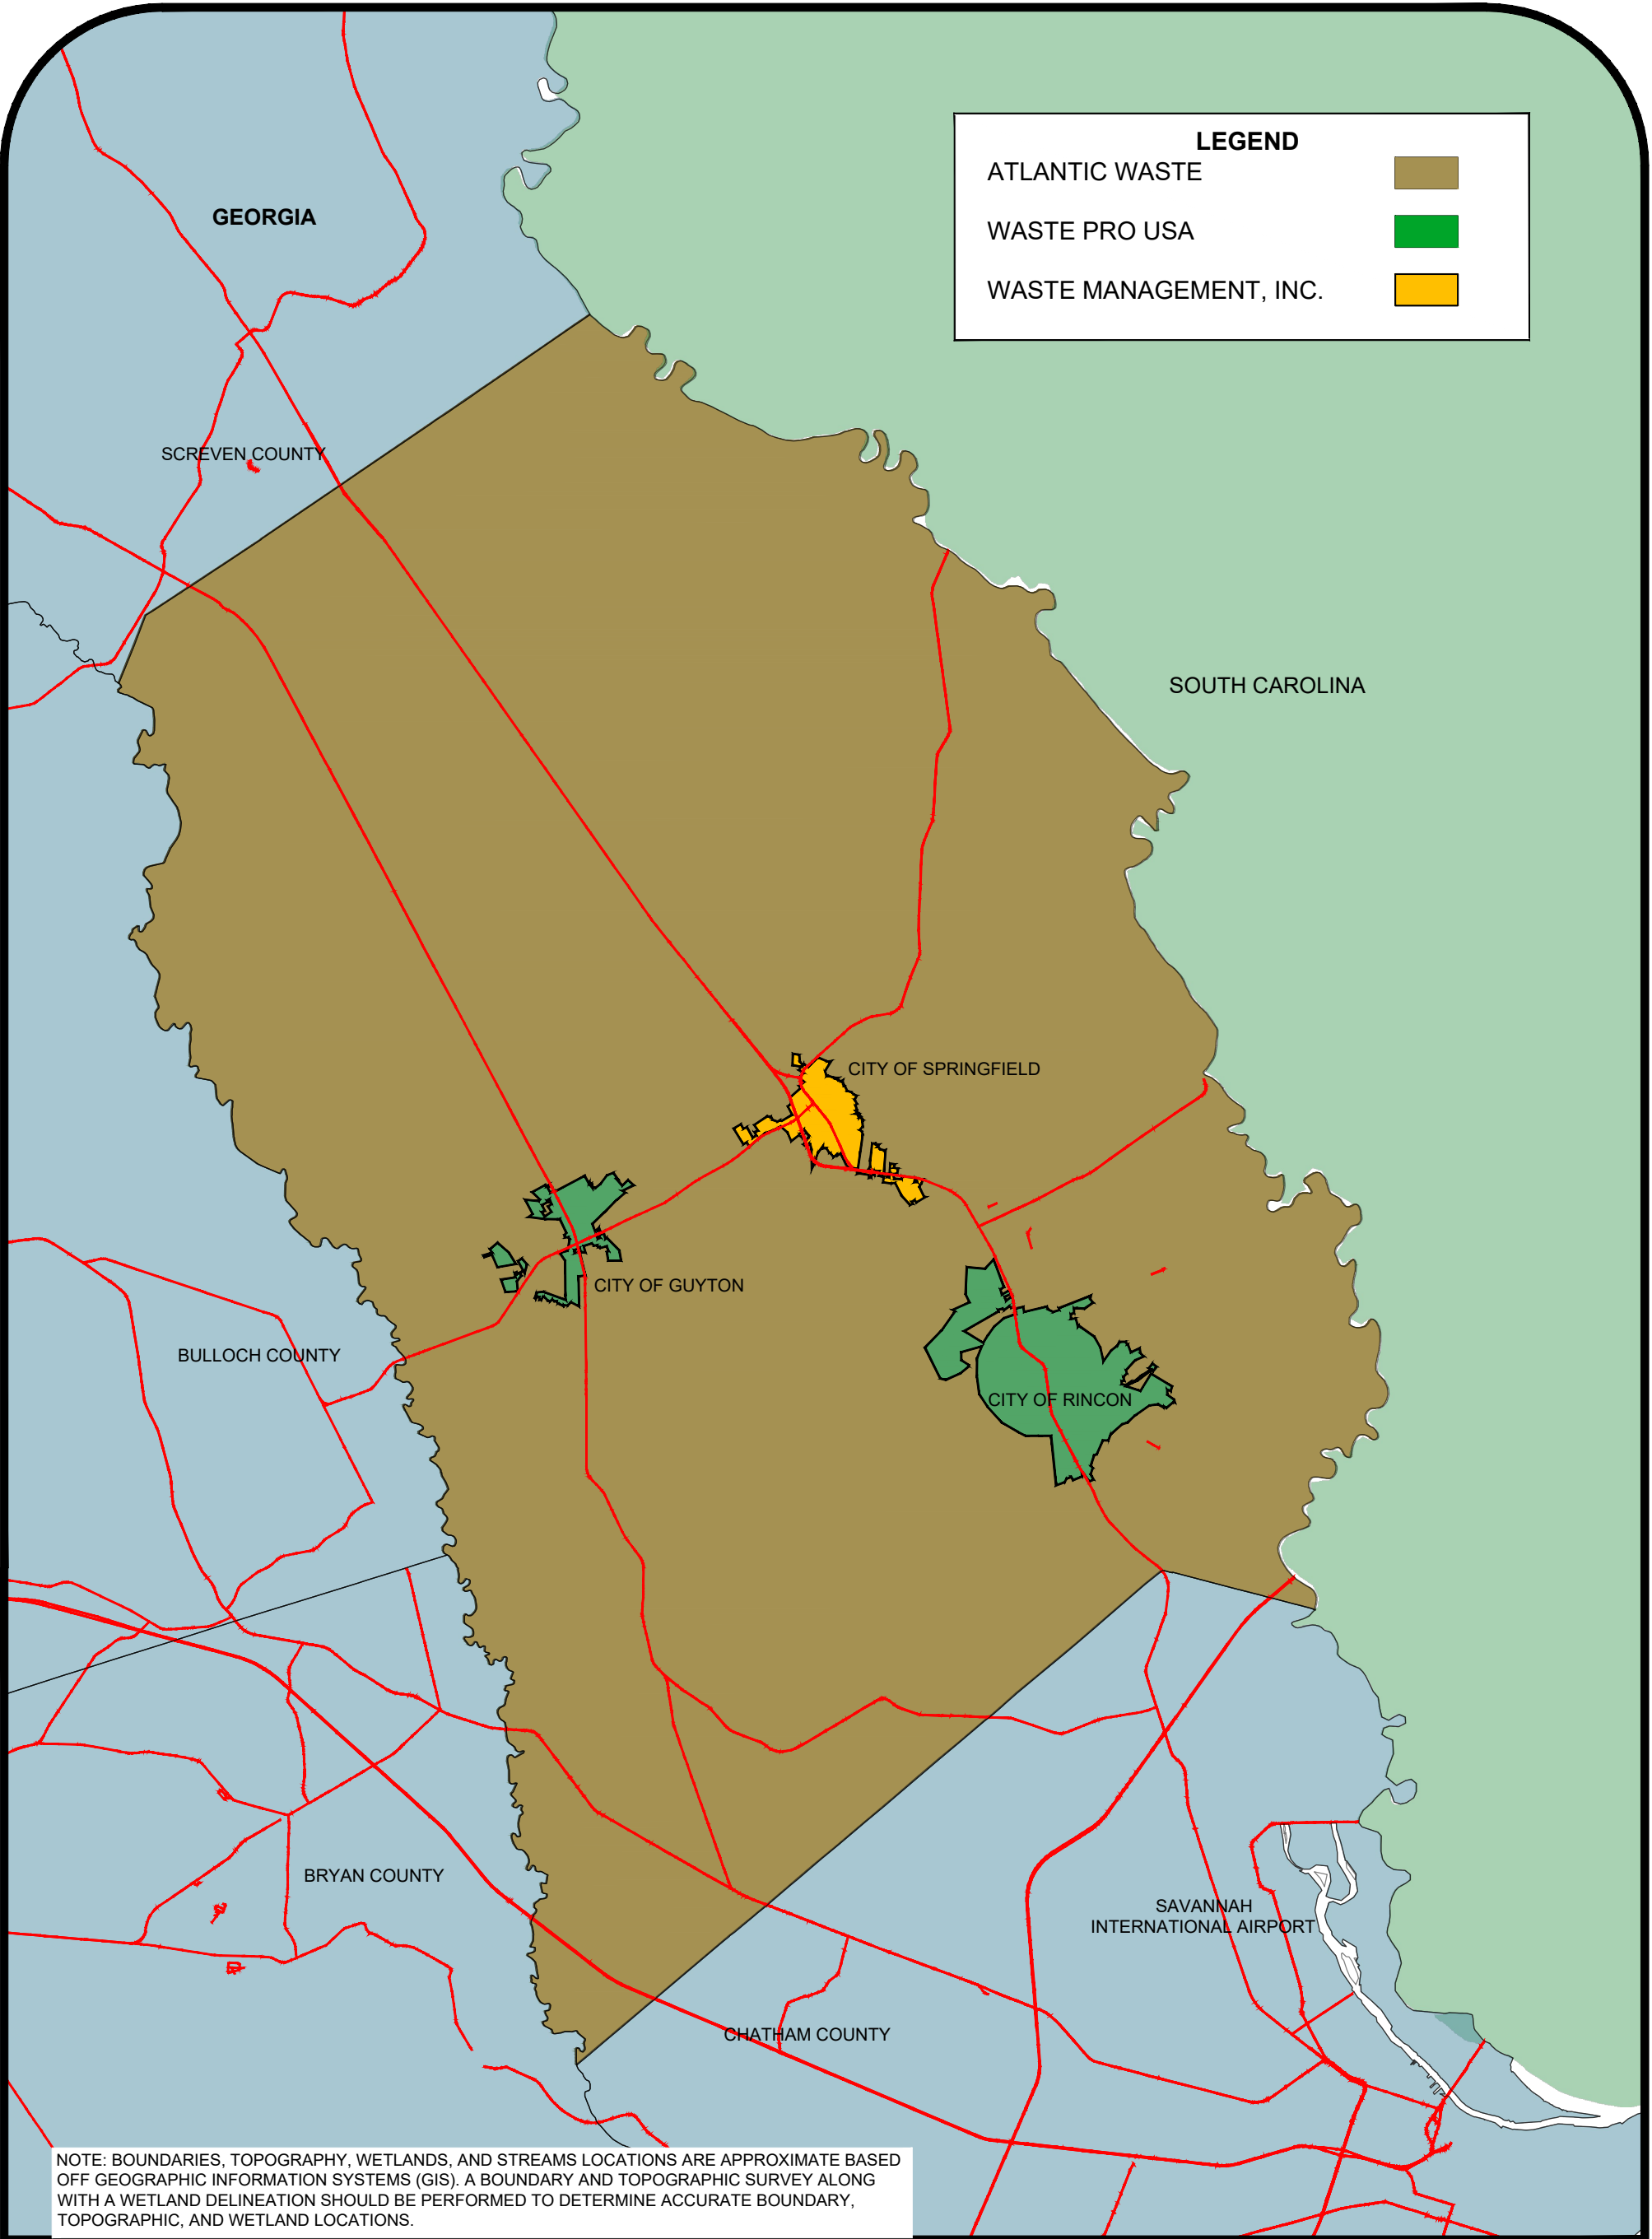 LEGEND
ATLANTIC WASTE
WASTE PRO USA
WASTE MANAGEMENT, INC.
GEORGIA
SCREVEN COUNTY
SOUTH CAROLINA
CITY OF SPRINGFIELD
CITY OF GUYTON
BULLOCH COUNTY
CITY OF RINCON
BRYAN COUNTY
SAVANNAH
INTERNATIONAL AIRPORT
CHATHAM COUNTY
NOTE: BOUNDARIES, TOPOGRAPHY, WETLANDS, AND STREAMS LOCATIONS ARE APPROXIMATE BASED
OFF GEOGRAPHIC INFORMATION SYSTEMS (GIS). A BOUNDARY AND TOPOGRAPHIC SURVEY ALONG
WITH A WETLAND DELINEATION SHOULD BE PERFORMED TO DETERMINE ACCURATE BOUNDARY,
TOPOGRAPHIC, AND WETLAND LOCATIONS.